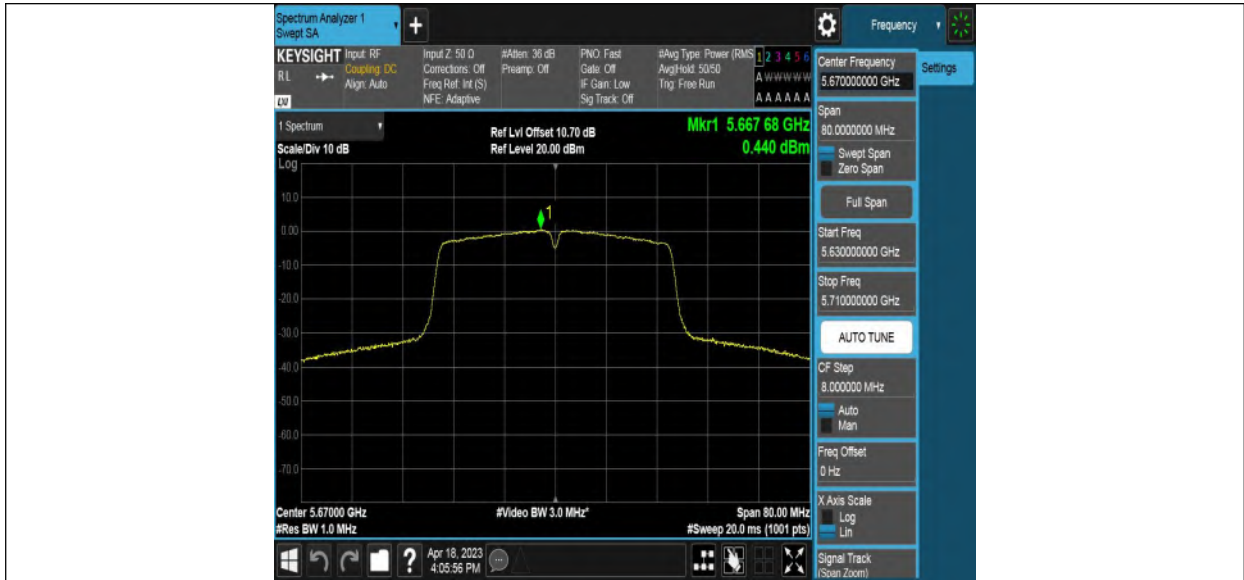 Spectrum Analyzer 1
Swept SA
+
Frequency
KEYSIGHT
R L
LXI
Input: RF
Coupling: DC
Align: Auto
Input Z: 50 Ω
Corrections: Off
Freq Ref: Int (S)
NFE: Adaptive
#Atten: 36 dB
Preamp: Off
PNO: Fast
Gate: Off
IF Gain: Low
Sig Track: Off
#Avg Type: Power (RMS
Avg|Hold: 50/50
Trig: Free Run
1 2 3 4 5 6
A W W W W W
A A A A A A
1 Spectrum
Scale/Div 10 dB
Log
Ref Lvl Offset 10.70 dB
Ref Level 20.00 dBm
Mkr1 5.667 68 GHz
0.440 dBm
10.0
0.00
-10.0
-20.0
-30.0
-40.0
-50.0
-60.0
-70.0
1
Center 5.67000 GHz
#Res BW 1.0 MHz
#Video BW 3.0 MHz*
Span 80.00 MHz
#Sweep 20.0 ms (1001 pts)
?
Apr 18, 2023
4:05:56 PM
Center Frequency
5.670000000 GHz
Settings
Span
80.0000000 MHz
Swept Span
Zero Span
Full Span
Start Freq
5.630000000 GHz
Stop Freq
5.710000000 GHz
AUTO TUNE
CF Step
8.000000 MHz
Auto
Man
Freq Offset
0 Hz
X Axis Scale
Log
Lin
Signal Track
(Span Zoom)